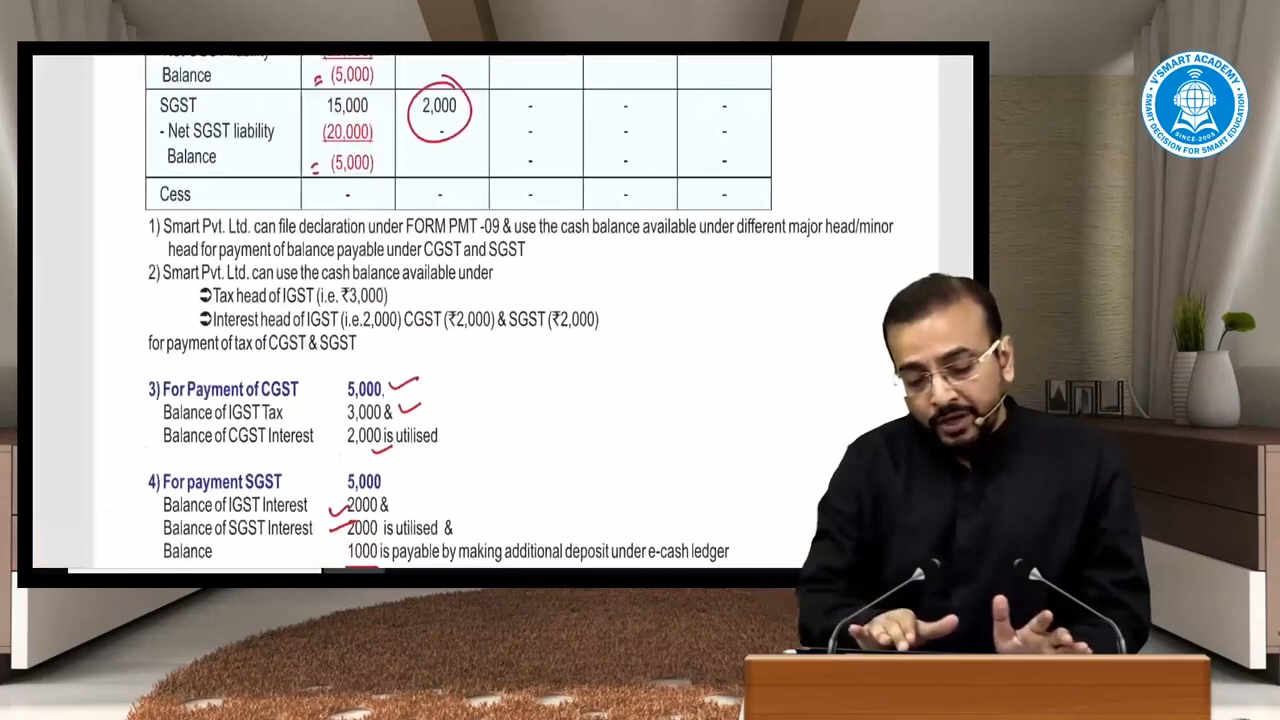 Balance (5,000)
SGST 15,000 2,000 - - -
- Net SGST liability (20,000) - - - -
Balance (5,000) - - -
Cess - - - - -
1) Smart Pvt. Ltd. can file declaration under FORM PMT -09 & use the cash balance available under different major head/minor
head for payment of balance payable under CGST and SGST
2) Smart Pvt. Ltd. can use the cash balance available under
➲Tax head of IGST (i.e. ₹3,000)
➲Interest head of IGST (i.e.2,000) CGST (₹2,000) & SGST (₹2,000)
for payment of tax of CGST & SGST
3) For Payment of CGST 5,000
Balance of IGST Tax 3,000 &
Balance of CGST Interest 2,000 is utilised
4) For payment SGST 5,000
Balance of IGST Interest 2000 &
Balance of SGST Interest 2000 is utilised &
Balance 1000 is payable by making additional deposit under e-cash ledger
V'SMART ACADEMY
SINCE-2005
SMART DECISION FOR SMART EDUCATION